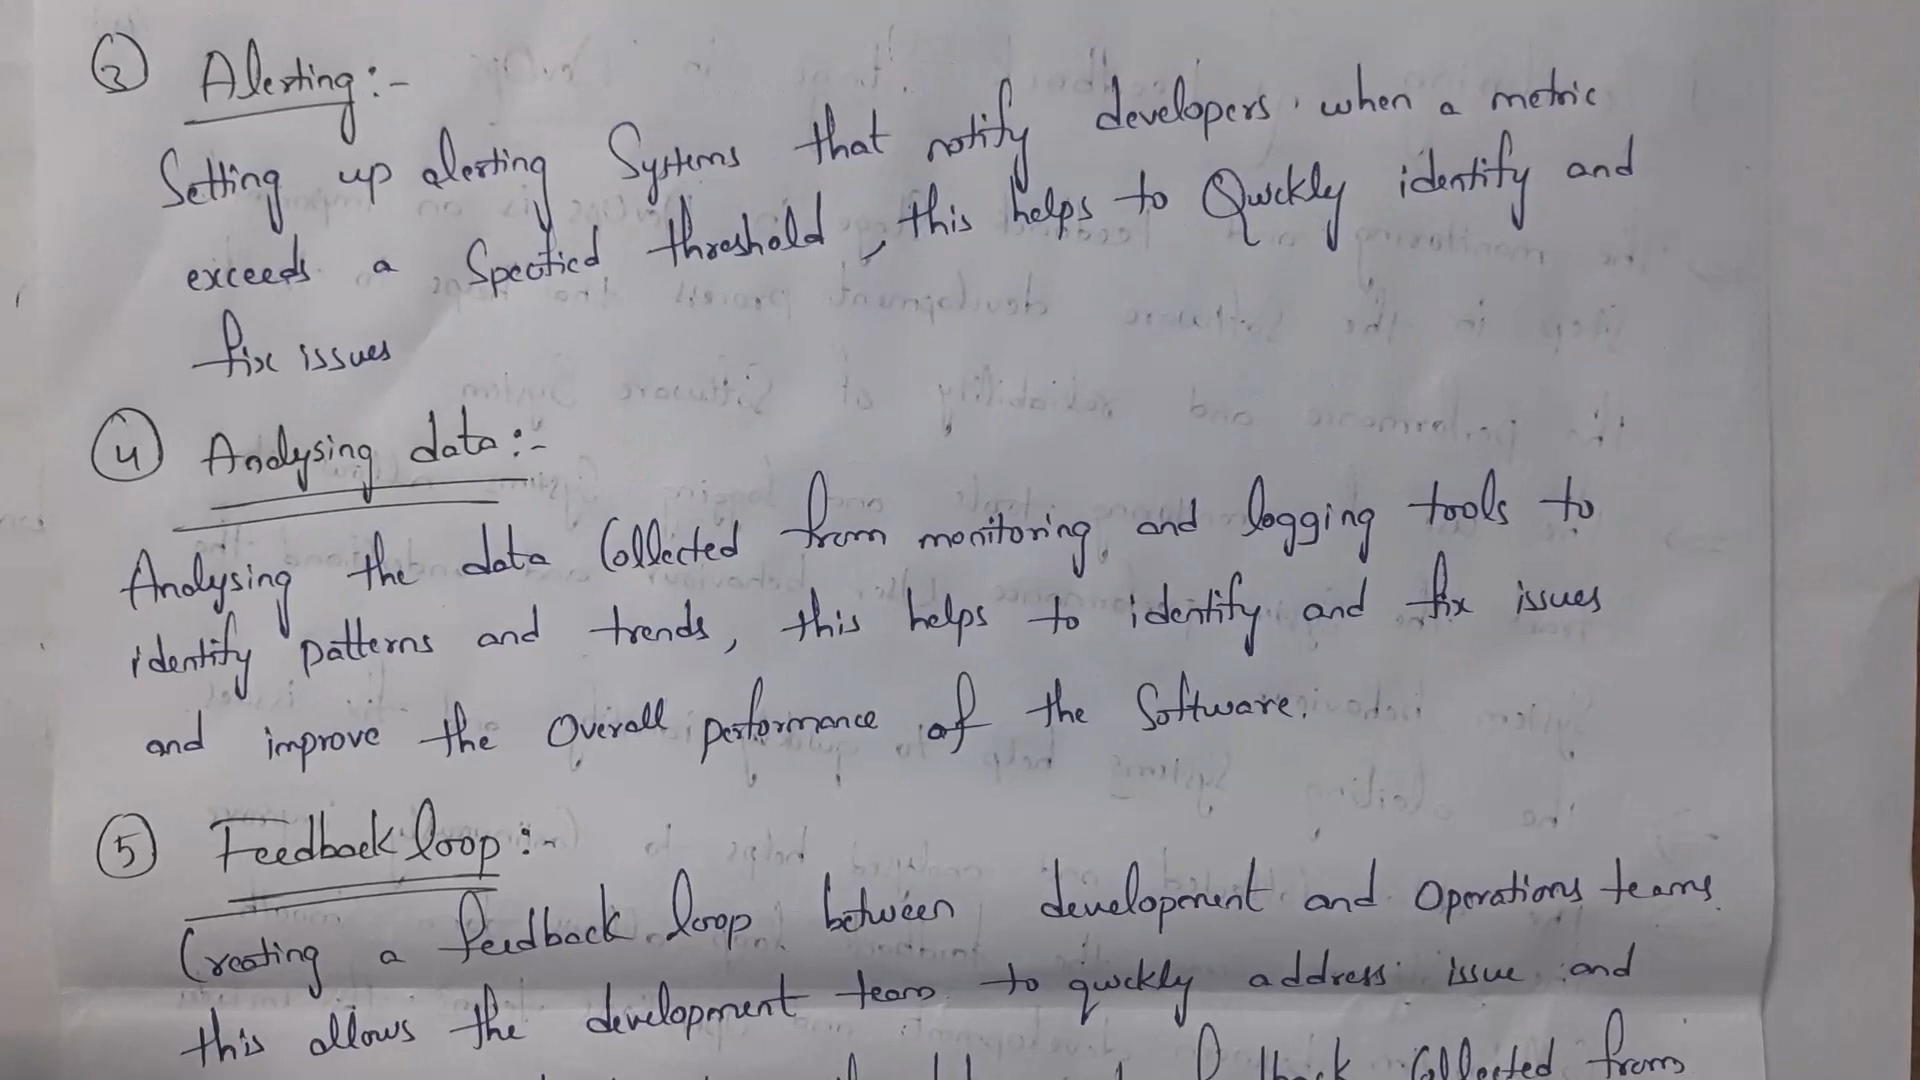 ③ Alerting:-
Setting up alerting Systems that notify developers when a metric
exceeds a Specified threshold, this helps to Quickly identify and
fix issues
④ Analysing data:-
Analysing the data Collected from monitoring and logging tools to
identify patterns and trends, this helps to identify and fix issues
and improve the Overall performance of the Software.
⑤ Feedback loop:-
Creating a feedback loop between development and Operations teams
this allows the development team to quickly address issue and
Collected from